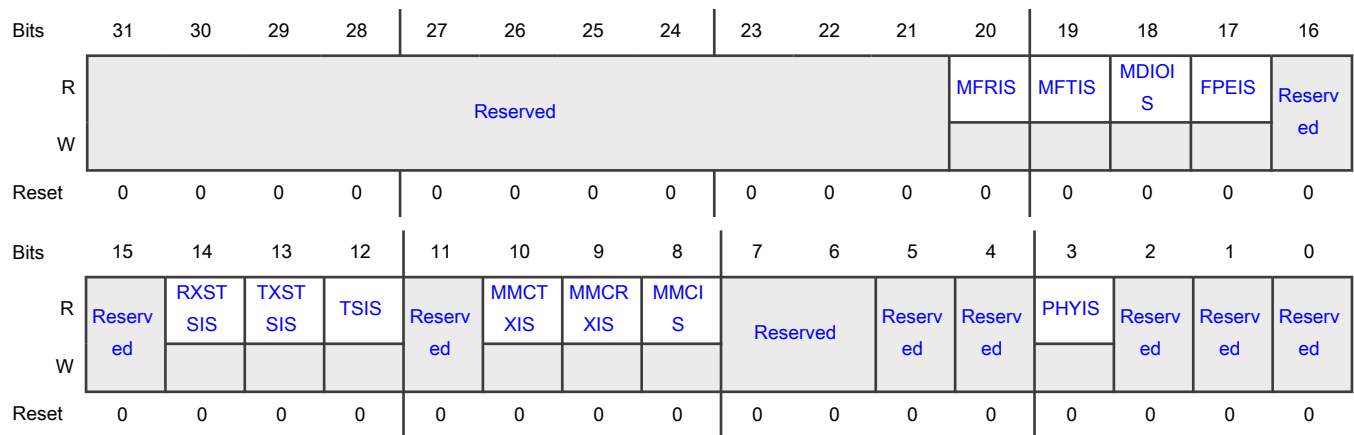 Bits 31 30 29 28 27 26 25 24 23 22 21 20 19 18 17 16
R Reserved MFRIS MFTIS MDIOI FPEIS Reserv
S ed
W
Reset 0 0 0 0 0 0 0 0 0 0 0 0 0 0 0 0
Bits 15 14 13 12 11 10 9 8 7 6 5 4 3 2 1 0
R Reserv RXST TXST TSIS Reserv MMCT MMCR MMCI Reserved Reserv Reserv PHYIS Reserv Reserv Reserv
ed SIS SIS ed XIS XIS S ed ed ed ed ed
W
Reset 0 0 0 0 0 0 0 0 0 0 0 0 0 0 0 0